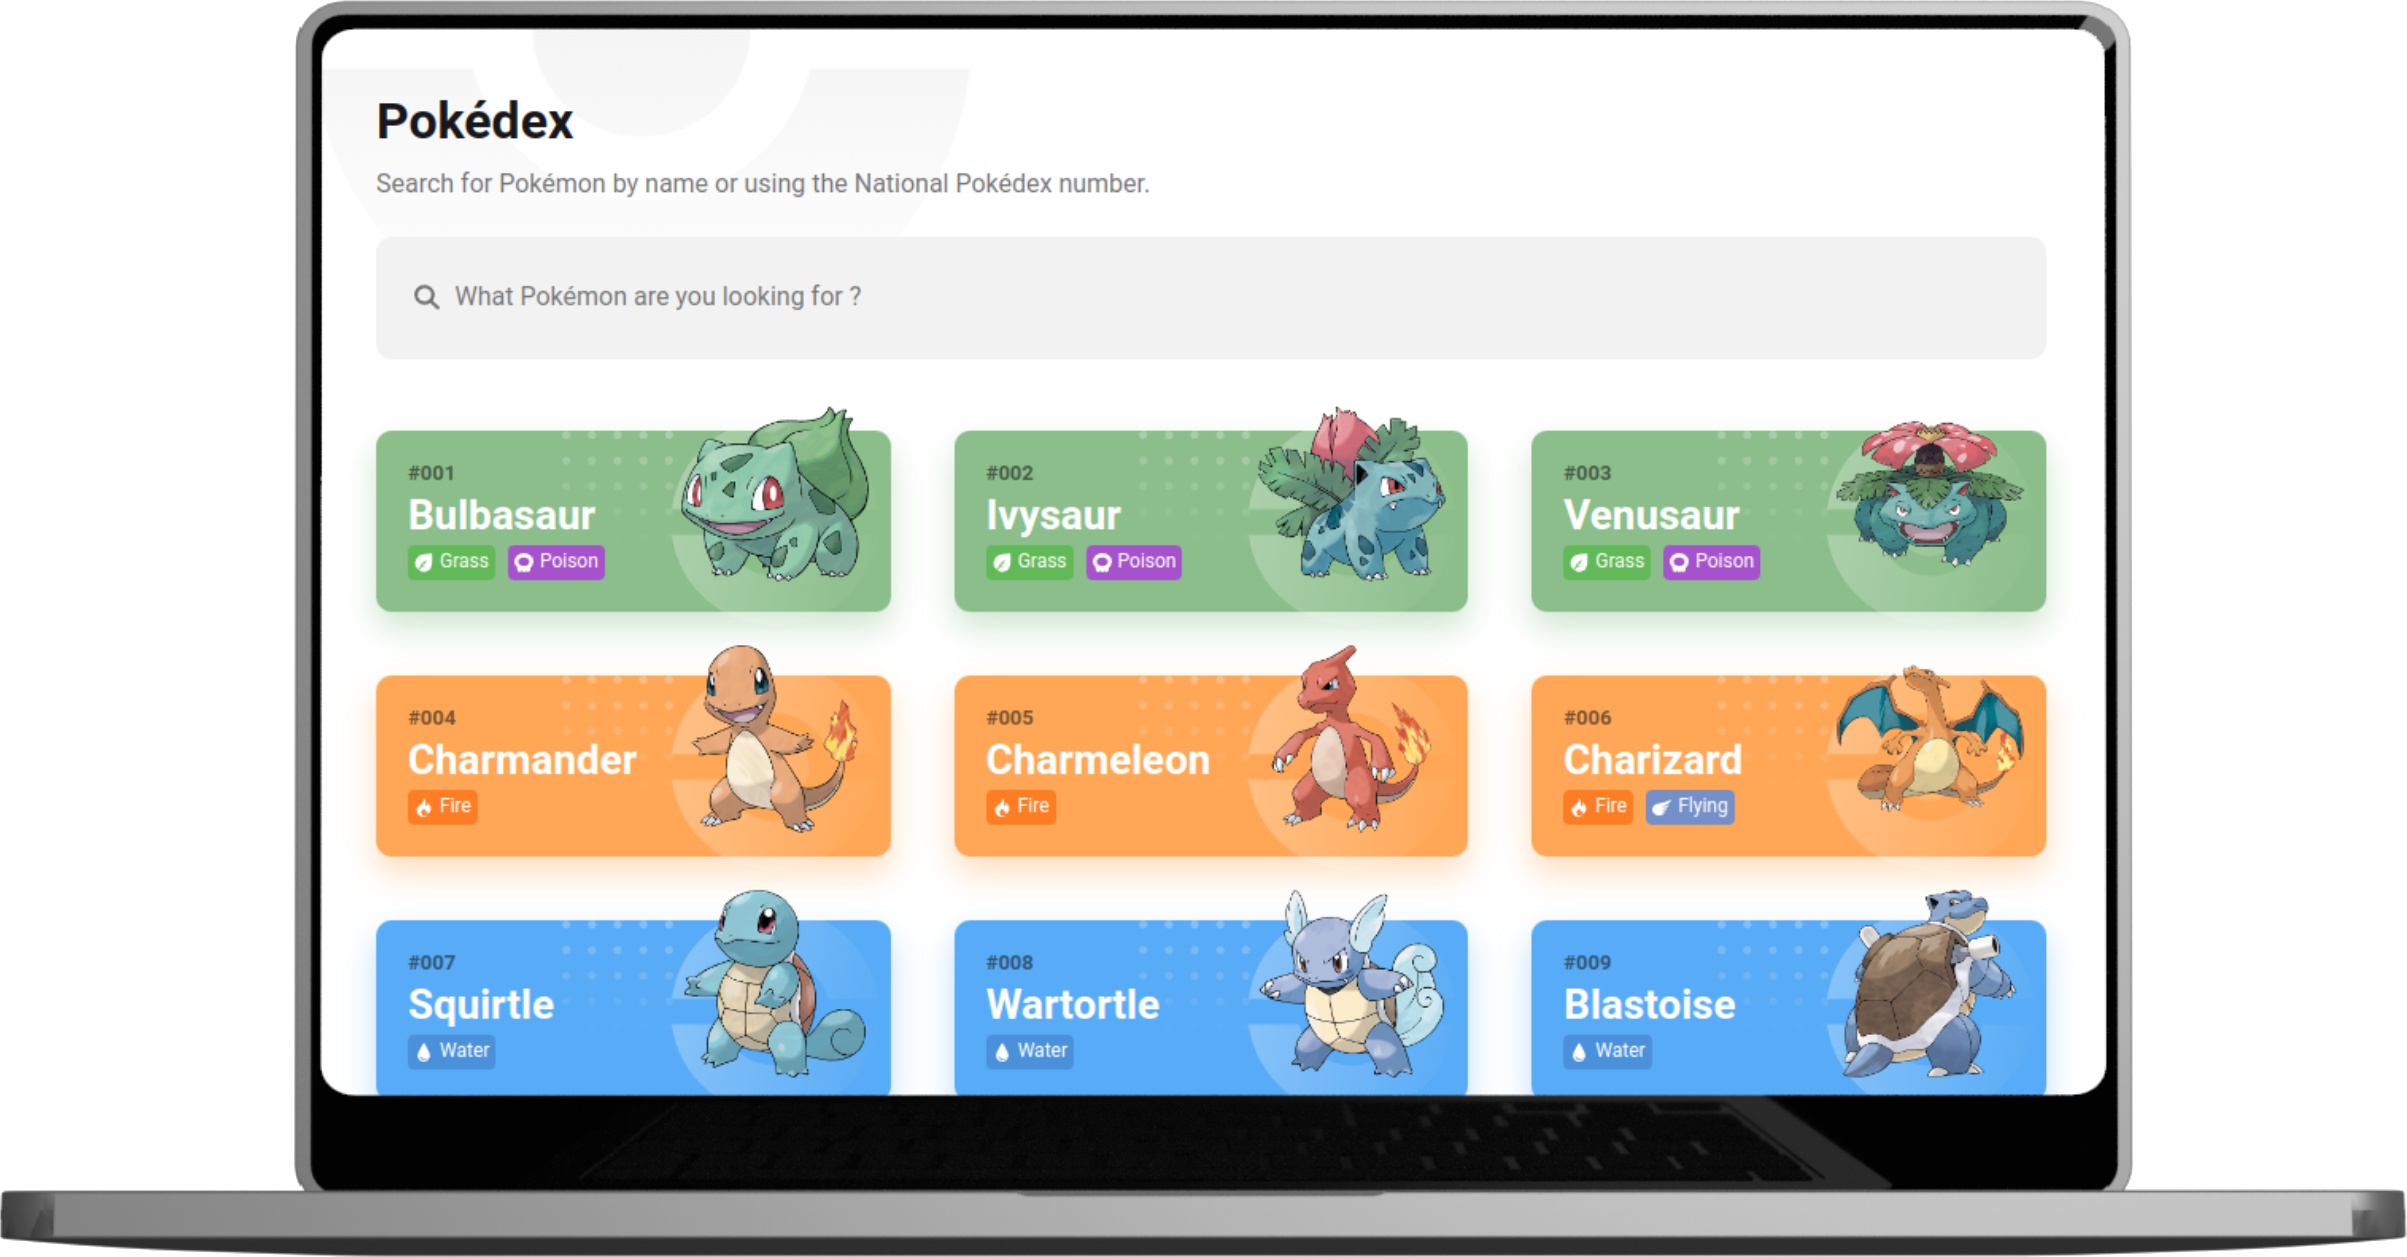 Pokédex
Search for Pokémon by name or using the National Pokédex number.
What Pokémon are you looking for ?
#001
Bulbasaur
Grass Poison
#002
Ivysaur
Grass Poison
#003
Venusaur
Grass Poison
#004
Charmander
Fire
#005
Charmeleon
Fire
#006
Charizard
Fire Flying
#007
Squirtle
Water
#008
Wartortle
Water
#009
Blastoise
Water